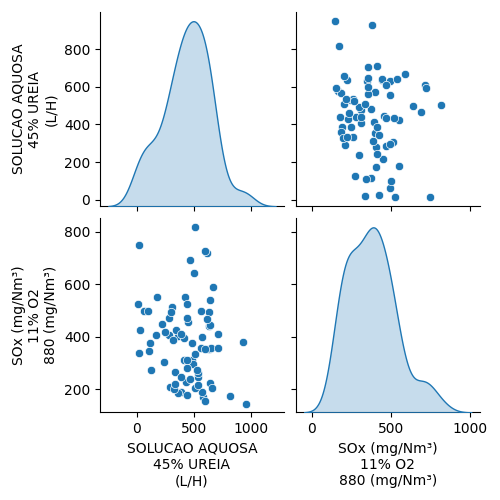 SOLUCAO AQUOSA
45% UREIA
(L/H)
800
600
400
200
0
SOx (mg/Nm³)
11% O2
880 (mg/Nm³)
800
600
400
200
0
500
1000
SOLUCAO AQUOSA
45% UREIA
(L/H)
0
500
1000
SOx (mg/Nm³)
11% O2
880 (mg/Nm³)